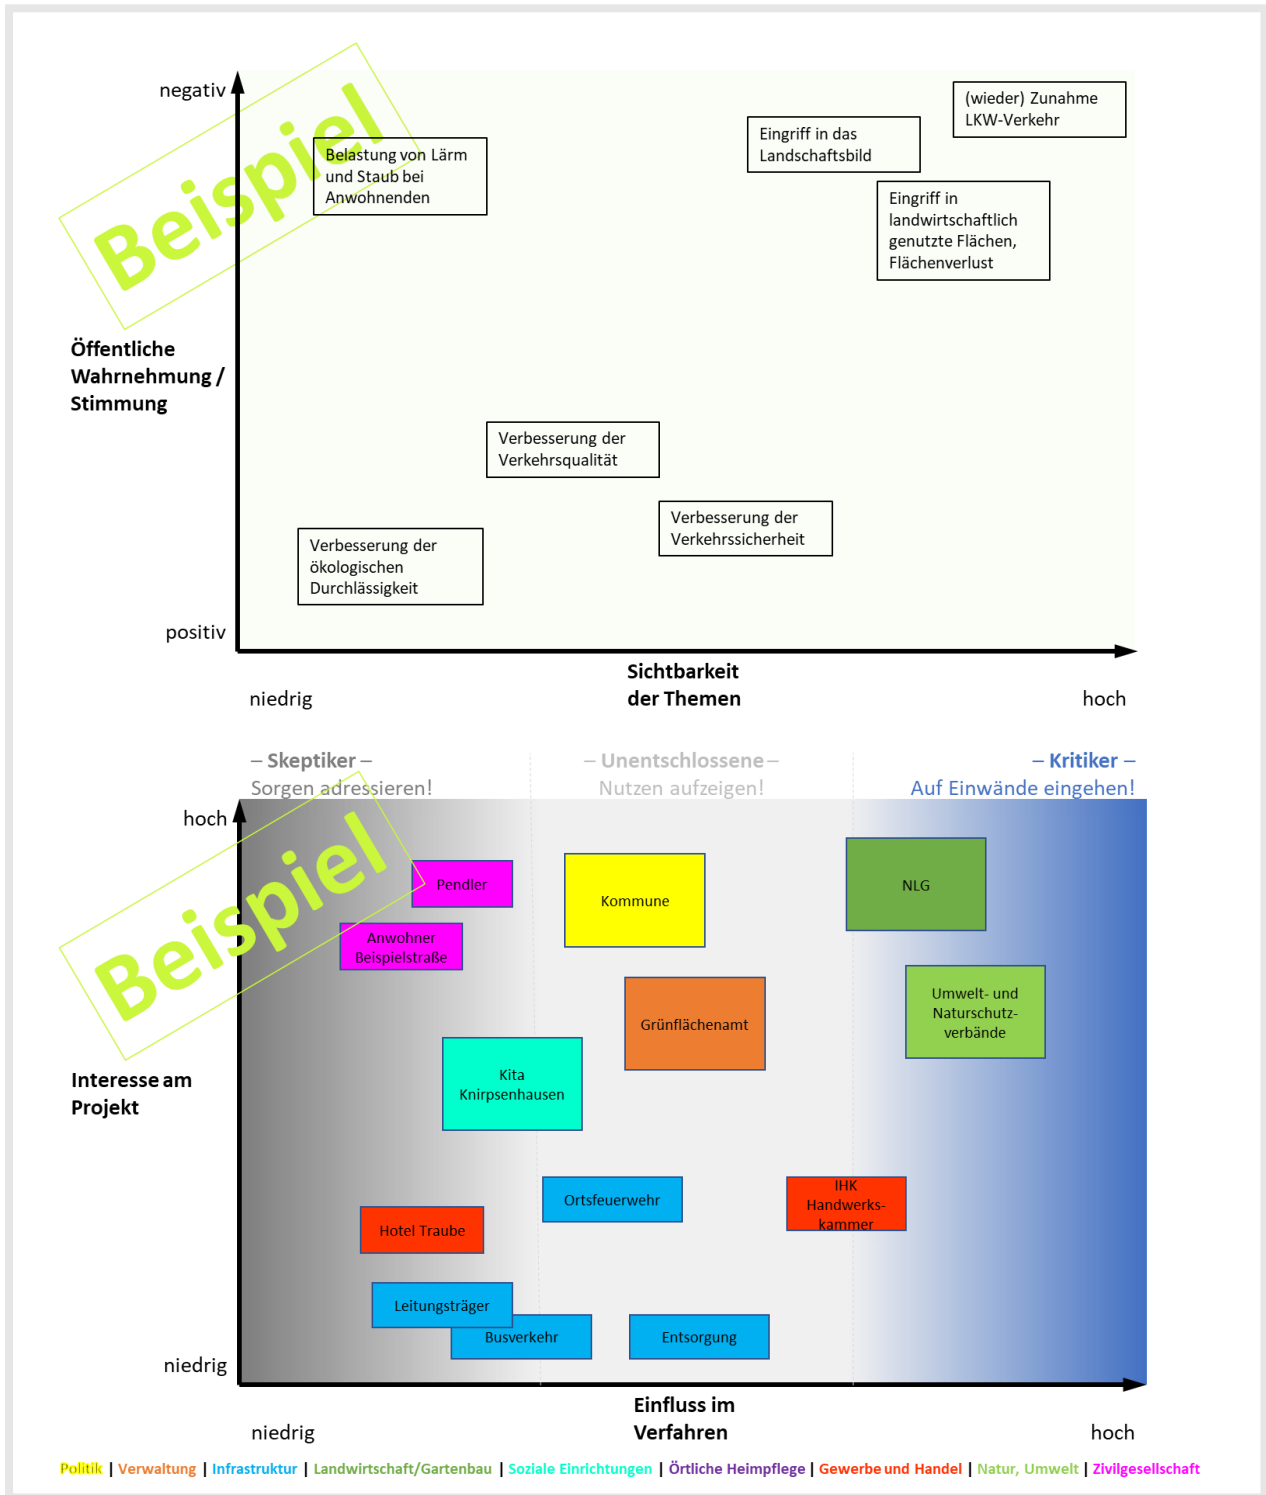 negativ
Beispiel
Belastung von Lärm
und Staub bei
Anwohnenden
Eingriff in das
Landschaftsbild
(wieder) Zunahme
LKW-Verkehr
Eingriff in
landwirtschaftlich
genutzte Flächen,
Flächenverlust
Öffentliche
Wahrnehmung /
Stimmung
Verbesserung der
Verkehrsqualität
Verbesserung der
Verkehrssicherheit
Verbesserung der
ökologischen
Durchlässigkeit
positiv
Sichtbarkeit
der Themen
niedrig
hoch
– Skeptiker –
Sorgen adressieren!
– Unentschlossene –
Nutzen aufzeigen!
– Kritiker –
Auf Einwände eingehen!
hoch
Beispiel
Pendler
Kommune
NLG
Anwohner
Beispielstraße
Grünflächenamt
Umwelt- und
Naturschutz-
verbände
Kita
Knirpsenhausen
Interesse am
Projekt
Ortsfeuerwehr
IHK
Handwerks-
kammer
Hotel Traube
Leitungsträger
Busverkehr
Entsorgung
niedrig
Einfluss im
Verfahren
niedrig
hoch
Politik | Verwaltung | Infrastruktur | Landwirtschaft/Gartenbau | Soziale Einrichtungen | Örtliche Heimpflege | Gewerbe und Handel | Natur, Umwelt | Zivilgesellschaft